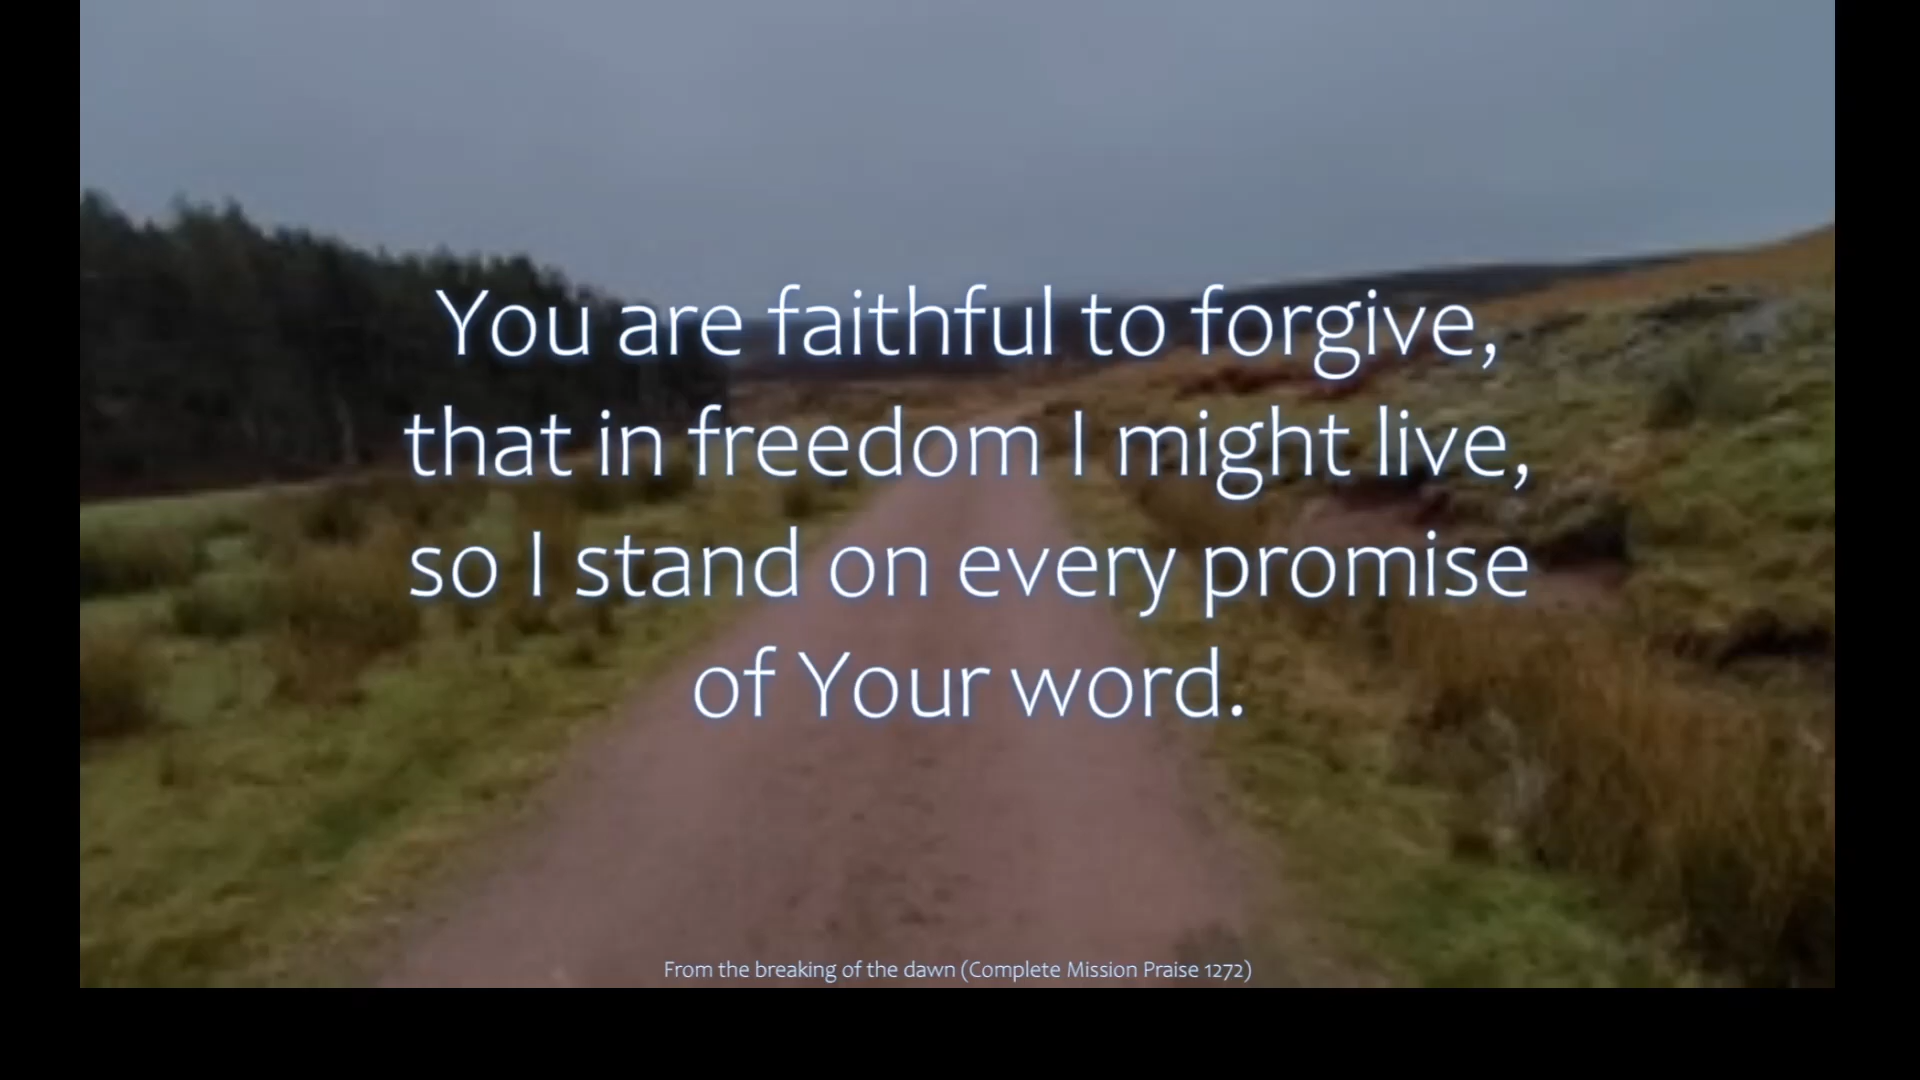 You are faithful to forgive,
that in freedom I might live,
so I stand on every promise
of Your word.
From the breaking of the dawn (Complete Mission Praise 1272)